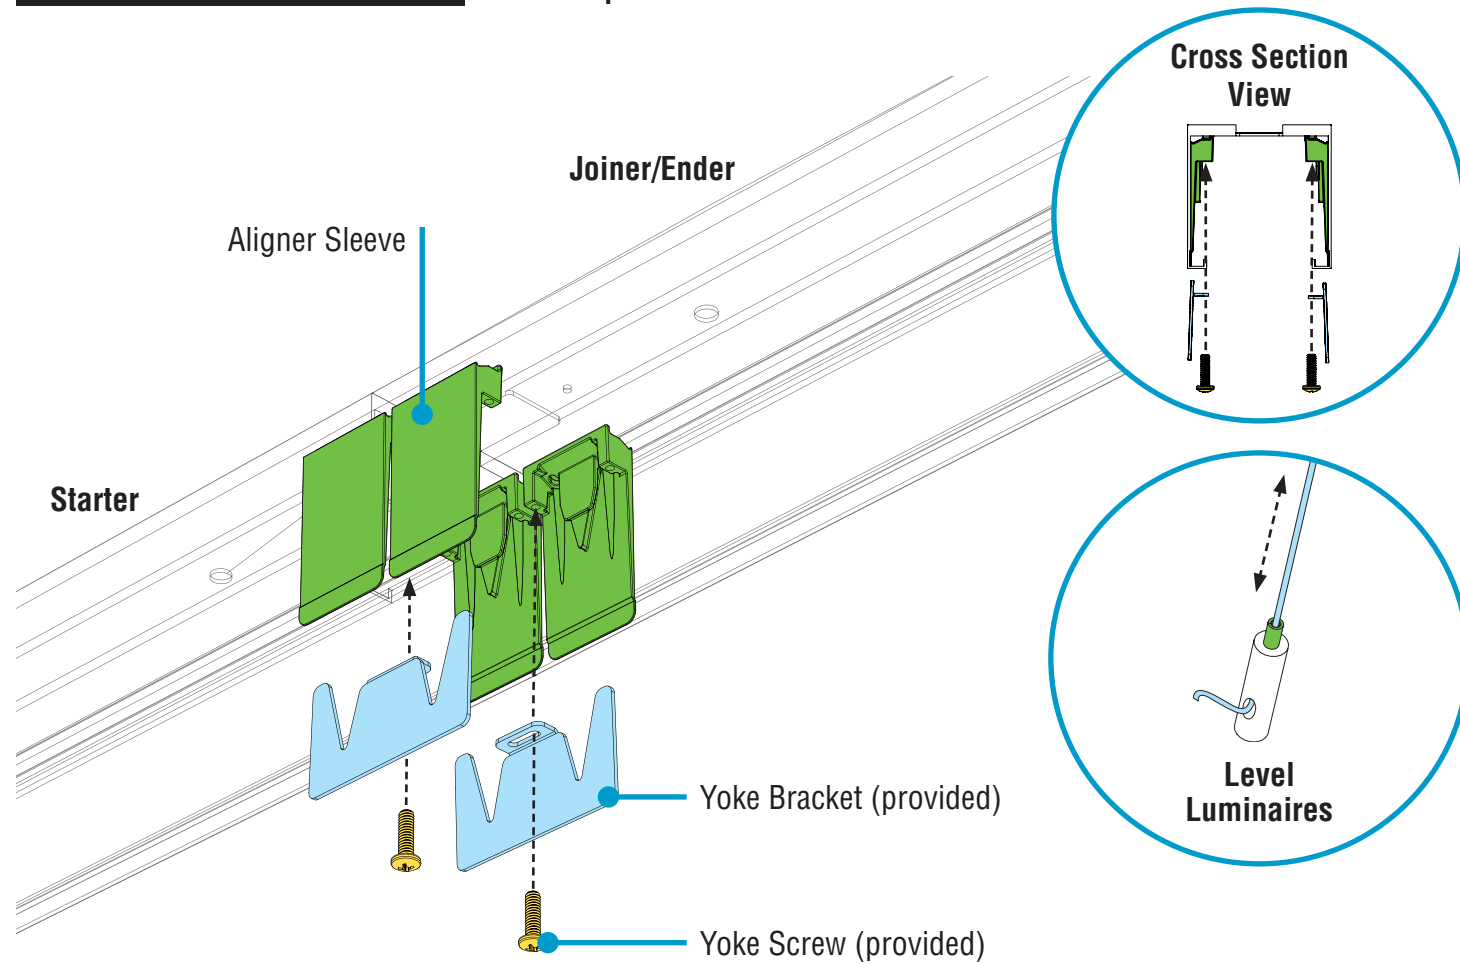 Cross Section
View
Joiner/Ender
Aligner Sleeve
Starter
Level
Luminaires
Yoke Bracket (provided)
Yoke Screw (provided)